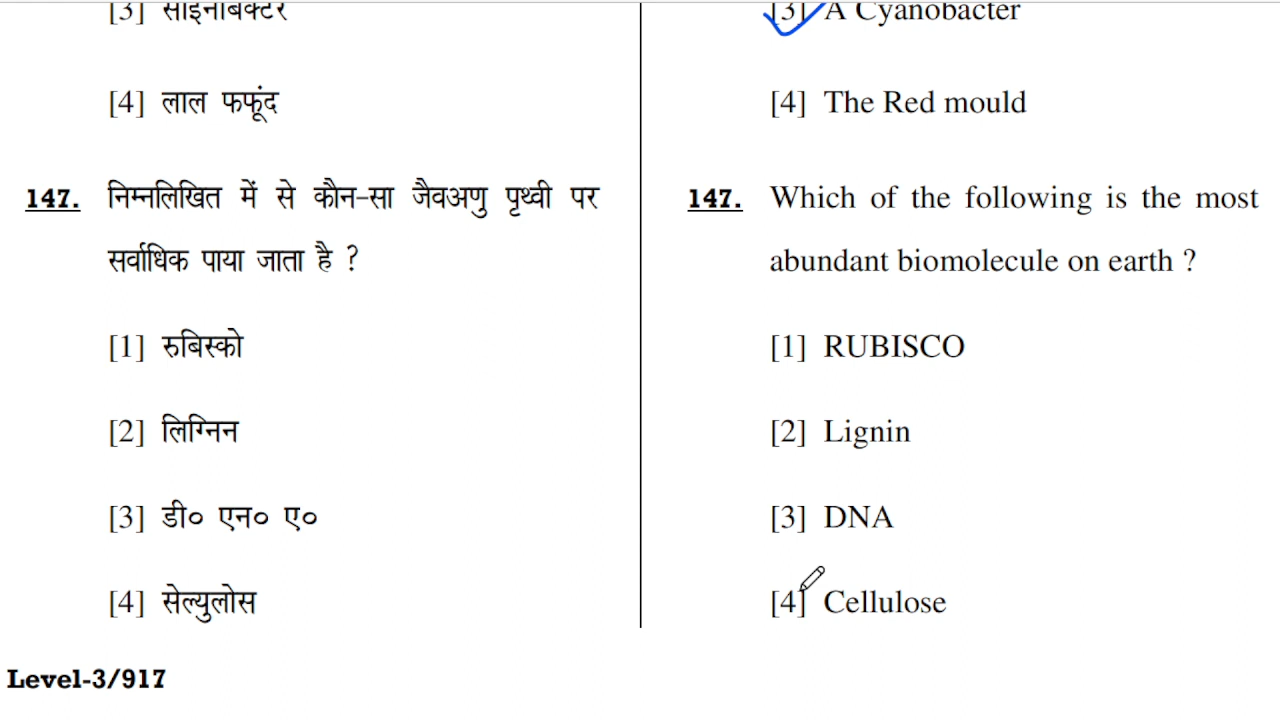 [3] साइनोबैक्टर
[4] लाल फफूंद
147. निम्नलिखित में से कौन-सा जैवअणु पृथ्वी पर
सर्वाधिक पाया जाता है ?
[1] रुबिस्को
[2] लिग्निन
[3] डी० एन० ए०
[4] सेल्युलोस
[3] A Cyanobacter
[4] The Red mould
147. Which of the following is the most
abundant biomolecule on earth ?
[1] RUBISCO
[2] Lignin
[3] DNA
[4] Cellulose
Level-3/917